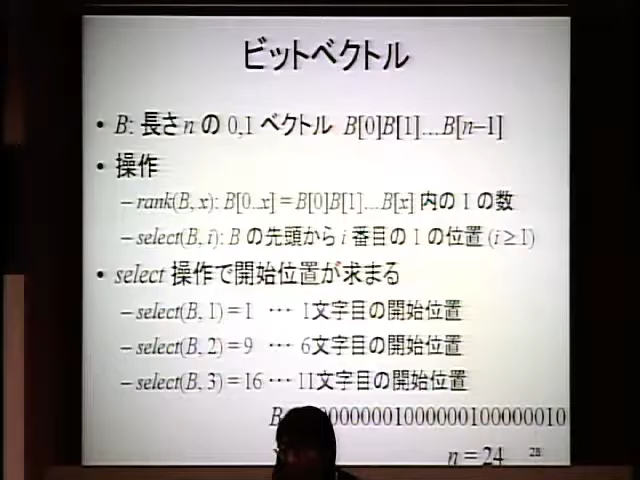 ビットベクトル
• B: 長さ n の 0,1 ベクトル B[0]B[1]…B[n−1]
• 操作
– rank(B, x): B[0..x] = B[0]B[1]…B[x] 内の 1 の数
– select(B, i): B の先頭から i 番目の 1 の位置 (i ≥ 1)
• select 操作で開始位置が求まる
– select(B, 1) = 1 … 1文字目の開始位置
– select(B, 2) = 9 … 6文字目の開始位置
– select(B, 3) = 16 … 11文字目の開始位置
B
n = 24
28